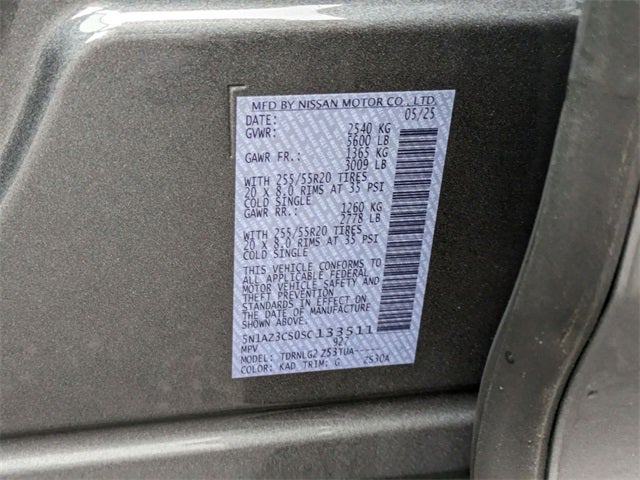 MFD BY NISSAN MOTOR CO., LTD.
DATE: 05/25
GVWR: 2540 KG
5600 LB
GAWR FR.: 1365 KG
3009 LB
WITH 255/55R20 TIRES
20 X 8.0 RIMS AT 35 PSI
COLD SINGLE
GAWR RR.: 1260 KG
2778 LB
WITH 255/55R20 TIRES
20 X 8.0 RIMS AT 35 PSI
COLD SINGLE
THIS VEHICLE CONFORMS TO
ALL APPLICABLE FEDERAL
MOTOR VEHICLE SAFETY AND
THEFT PREVENTION
STANDARDS IN EFFECT ON
THE DATE OF MANUFACTURE
SHOWN ABOVE.
5N1AZ3CS0SC133511
MPV 927
MODEL: TDRNLG2 Z53TUA-----
COLOR: KAD TRIM: G ZS30A